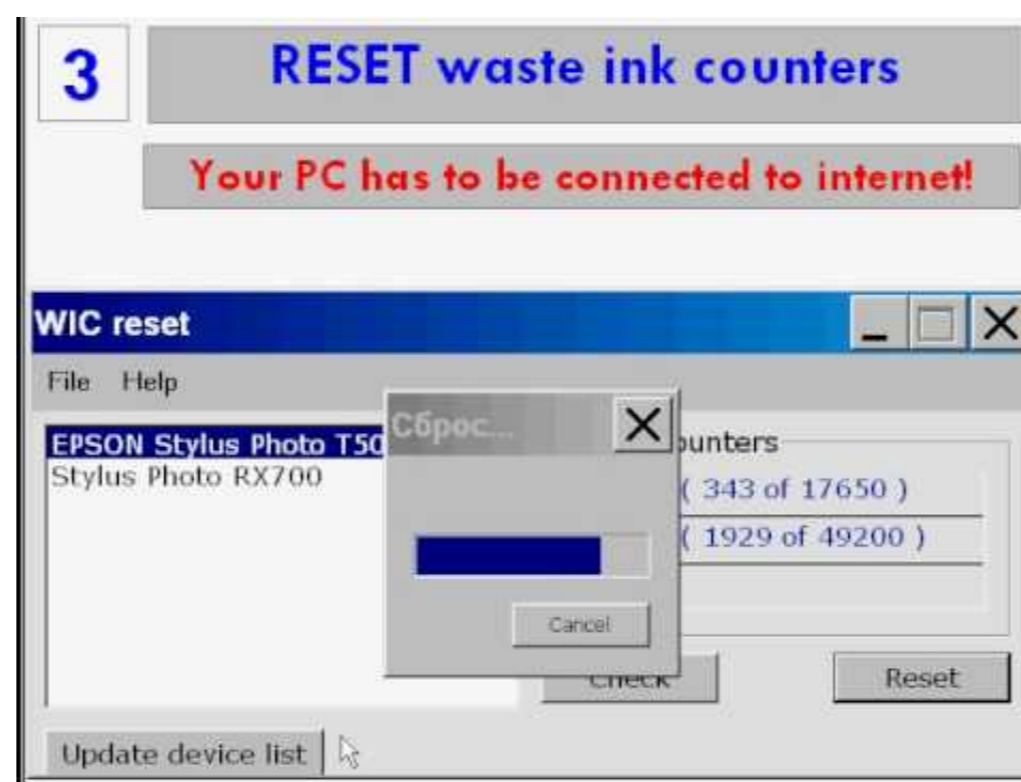 3
RESET waste ink counters
Your PC has to be connected to internet!
WIC reset
File Help
Сброс...
EPSON Stylus Photo T50
Stylus Photo RX700
( 343 of 17650 )
( 1929 of 49200 )
Cancel
Check
Reset
Update device list